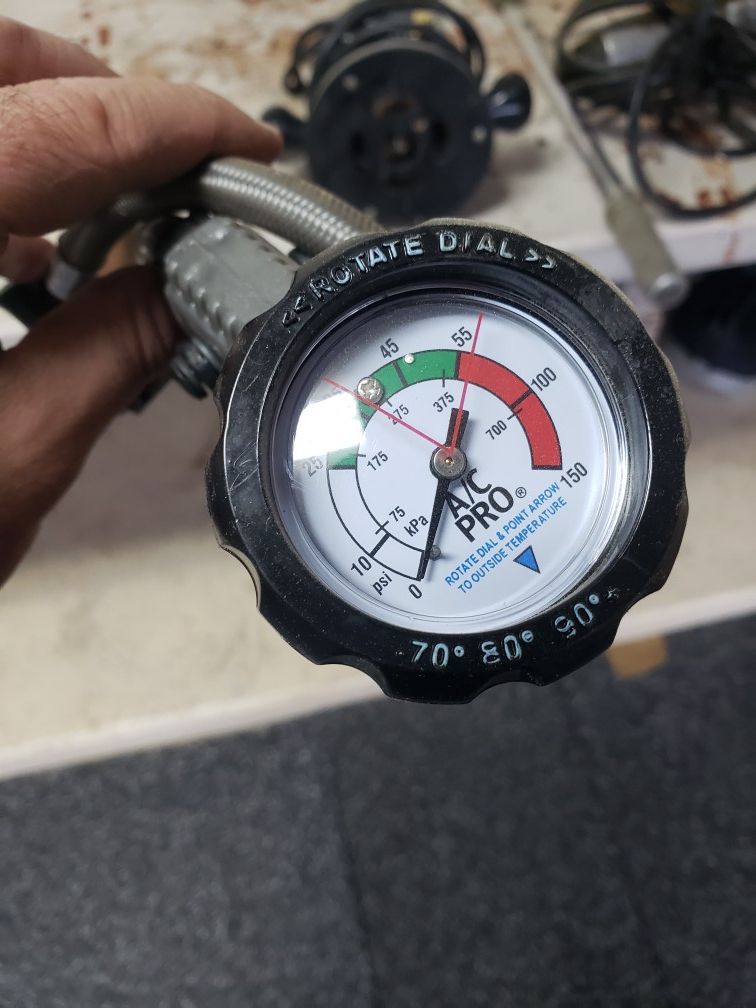 << ROTATE DIAL >>
55
45
100
375
275
700
25
175
150
75
kPa
A/C
PRO®
10
psi
0
ROTATE DIAL & POINT ARROW
TO OUTSIDE TEMPERATURE
70° 80° 90°+